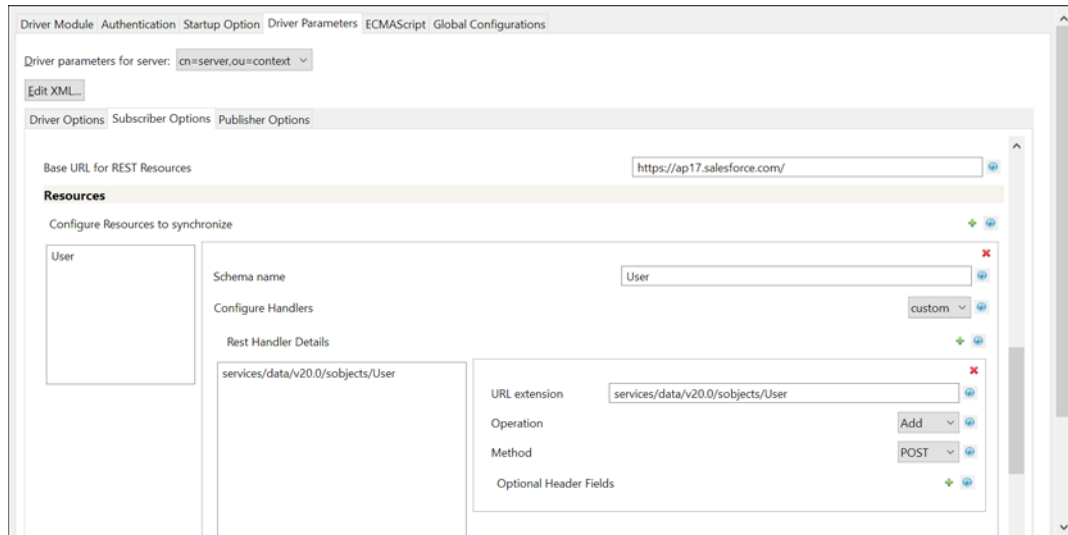 Driver Module Authentication Startup Option Driver Parameters ECMAScript Global Configurations
Driver parameters for server: cn=server,ou=context
Edit XML...
Driver Options Subscriber Options Publisher Options
Base URL for REST Resources https://ap17.salesforce.com/
Resources
Configure Resources to synchronize
User
Schema name User
Configure Handlers custom
Rest Handler Details
services/data/v20.0/sobjects/User
URL extension services/data/v20.0/sobjects/User
Operation Add
Method POST
Optional Header Fields